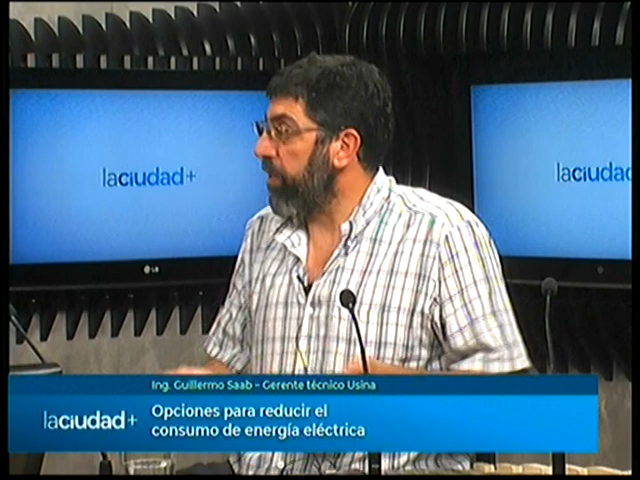 laciudad+
laciudad
LG
Ing. Guillermo Saab - Gerente técnico Usina
laciudad+
Opciones para reducir el
consumo de energía eléctrica